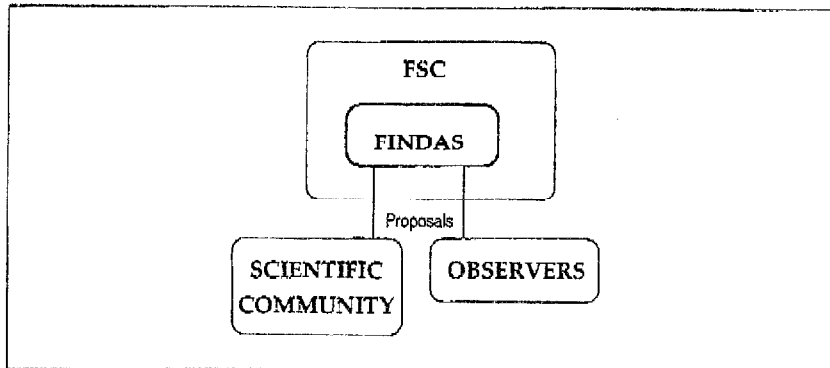 FSC
FINDAS
Proposals
SCIENTIFIC
COMMUNITY
OBSERVERS